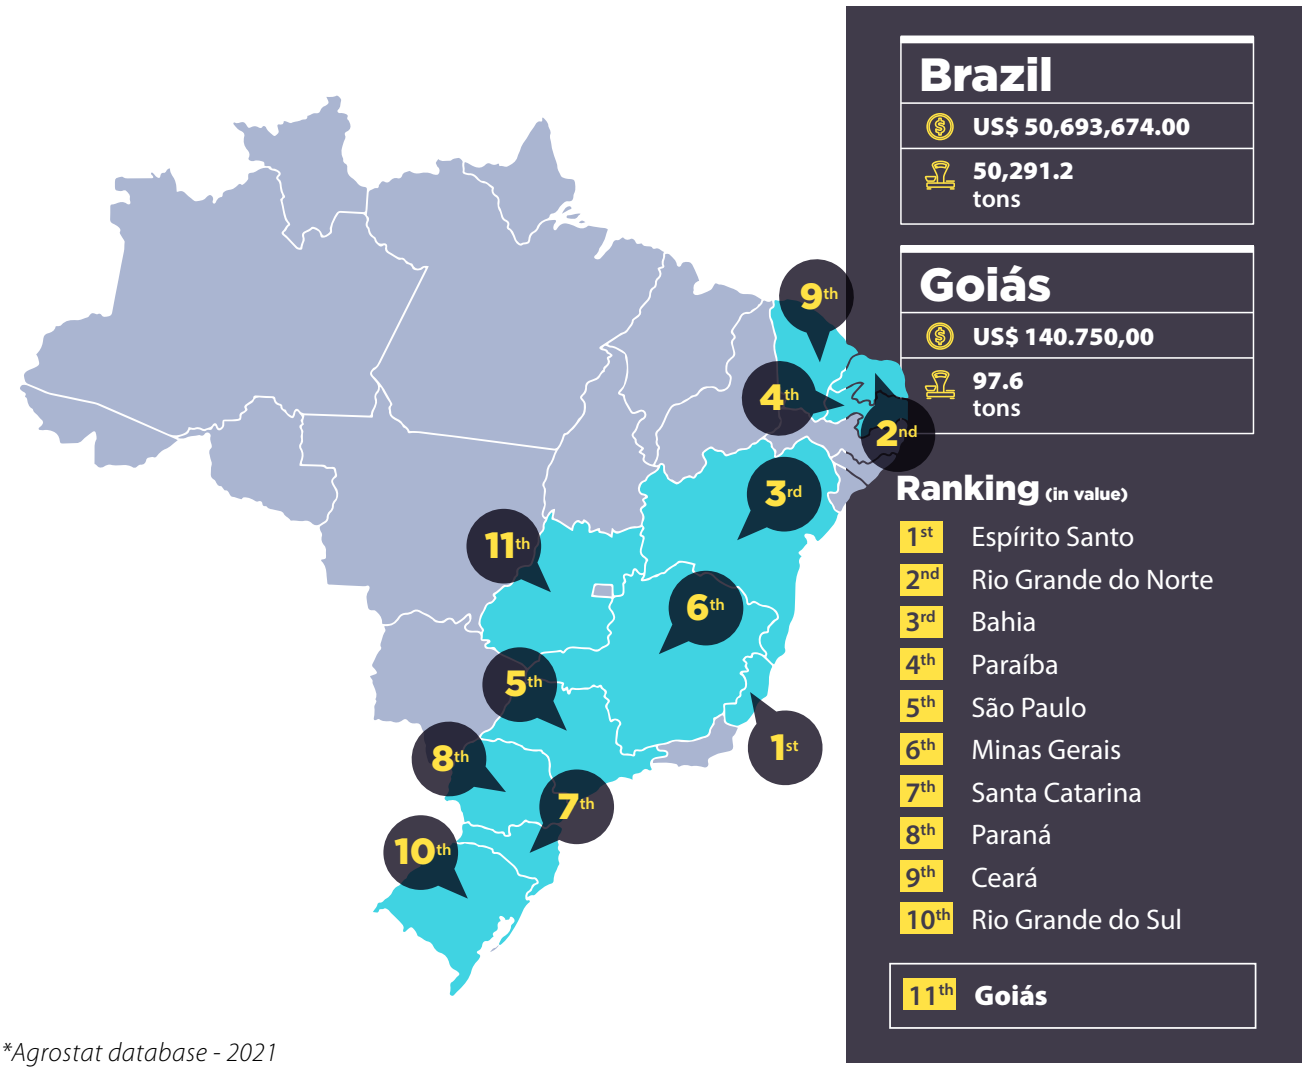 Brazil
US$ 50,693,674.00
50,291.2
tons
Goiás
US$ 140.750,00
97.6
tons
9th
4th
2nd
3rd
11th
6th
5th
1st
8th
7th
10th
Ranking (in value)
1st Espírito Santo
2nd Rio Grande do Norte
3rd Bahia
4th Paraíba
5th São Paulo
6th Minas Gerais
7th Santa Catarina
8th Paraná
9th Ceará
10th Rio Grande do Sul
11th Goiás
*Agrostat database - 2021